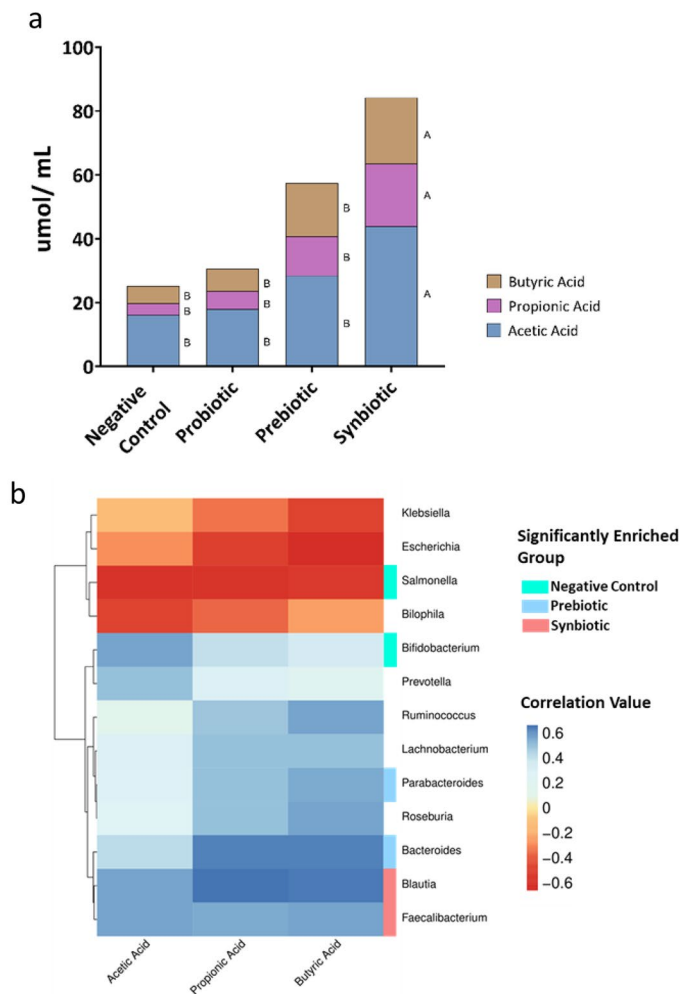 a
100
80
60
40
20
0
umol/ mL
B
B
B
B
B
B
B
B
B
A
A
A
Negative
Control
Probiotic
Prebiotic
Synbiotic
Butyric Acid
Propionic Acid
Acetic Acid
b
Klebsiella
Escherichia
Salmonella
Bilophila
Bifidobacterium
Prevotella
Ruminococcus
Lachnobacterium
Parabacteroides
Roseburia
Bacteroides
Blautia
Faecalibacterium
Acetic Acid
Propionic Acid
Butyric Acid
Significantly Enriched
Group
Negative Control
Prebiotic
Synbiotic
Correlation Value
0.6
0.4
0.2
0
−0.2
−0.4
−0.6